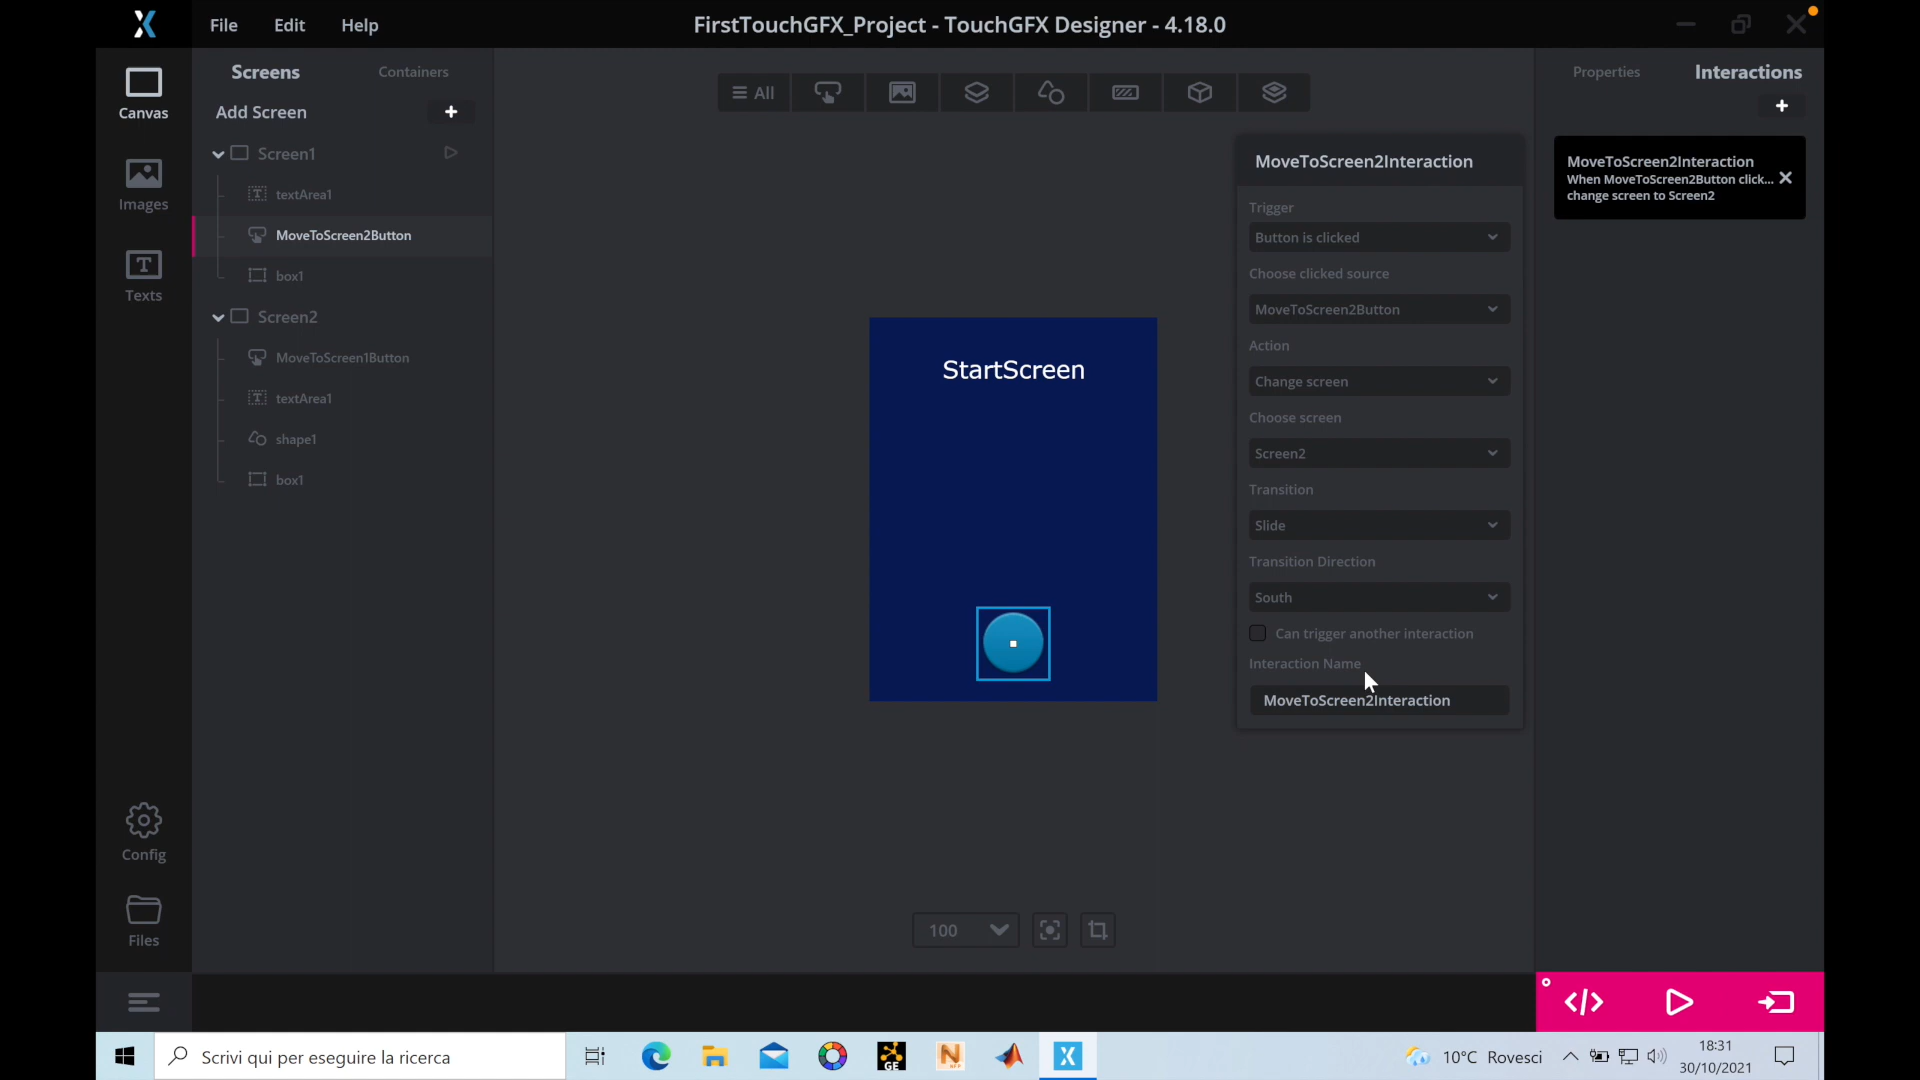 File Edit Help
FirstTouchGFX_Project - TouchGFX Designer - 4.18.0
Canvas
Images
Texts
Config
Files
Screens Containers
Add Screen
Screen1
textArea1
MoveToScreen2Button
box1
Screen2
MoveToScreen1Button
textArea1
shape1
box1
All
StartScreen
100
MoveToScreen2Interaction
Trigger
Button is clicked
Choose clicked source
MoveToScreen2Button
Action
Change screen
Choose screen
Screen2
Transition
Slide
Transition Direction
South
Can trigger another interaction
Interaction Name
MoveToScreen2Interaction
Properties Interactions
MoveToScreen2Interaction
When MoveToScreen2Button click...
change screen to Screen2
Scrivi qui per eseguire la ricerca
GE
N
NFP
X
10°C Rovesci
18:31
30/10/2021